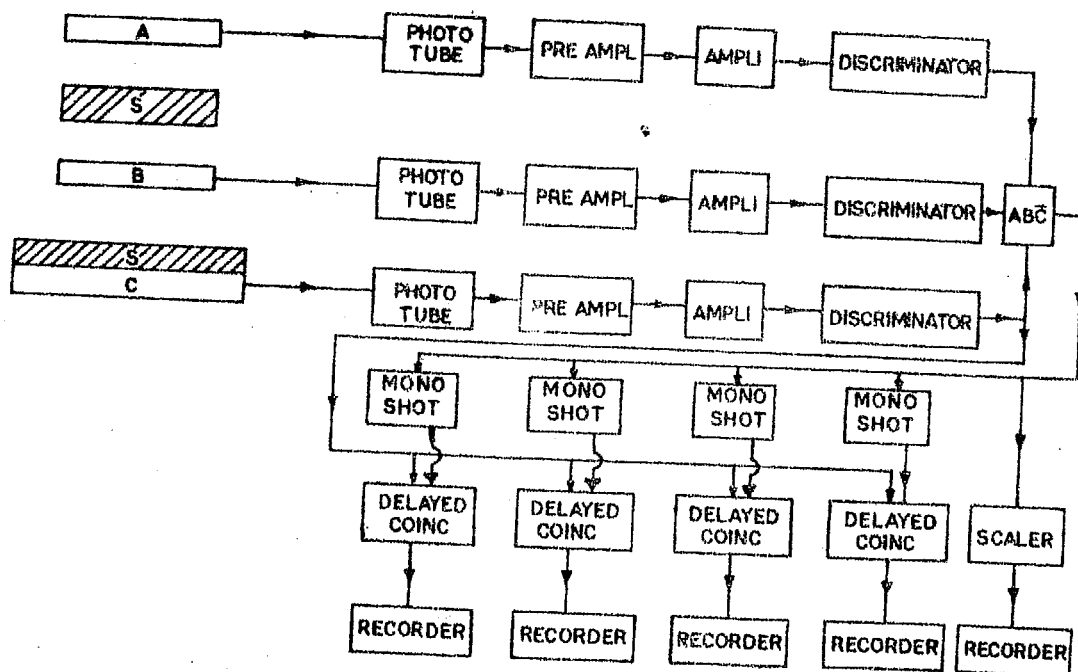 A
PHOTO
TUBE
PRE AMPL
AMPLI
DISCRIMINATOR
S
B
PHOTO
TUBE
PRE AMPL
AMPLI
DISCRIMINATOR
ABC̄
S
C
PHOTO
TUBE
PRE AMPL
AMPLI
DISCRIMINATOR
MONO
SHOT
MONO
SHOT
MONO
SHOT
MONO
SHOT
DELAYED
COINC
DELAYED
COINC
DELAYED
COINC
DELAYED
COINC
SCALER
RECORDER
RECORDER
RECORDER
RECORDER
RECORDER